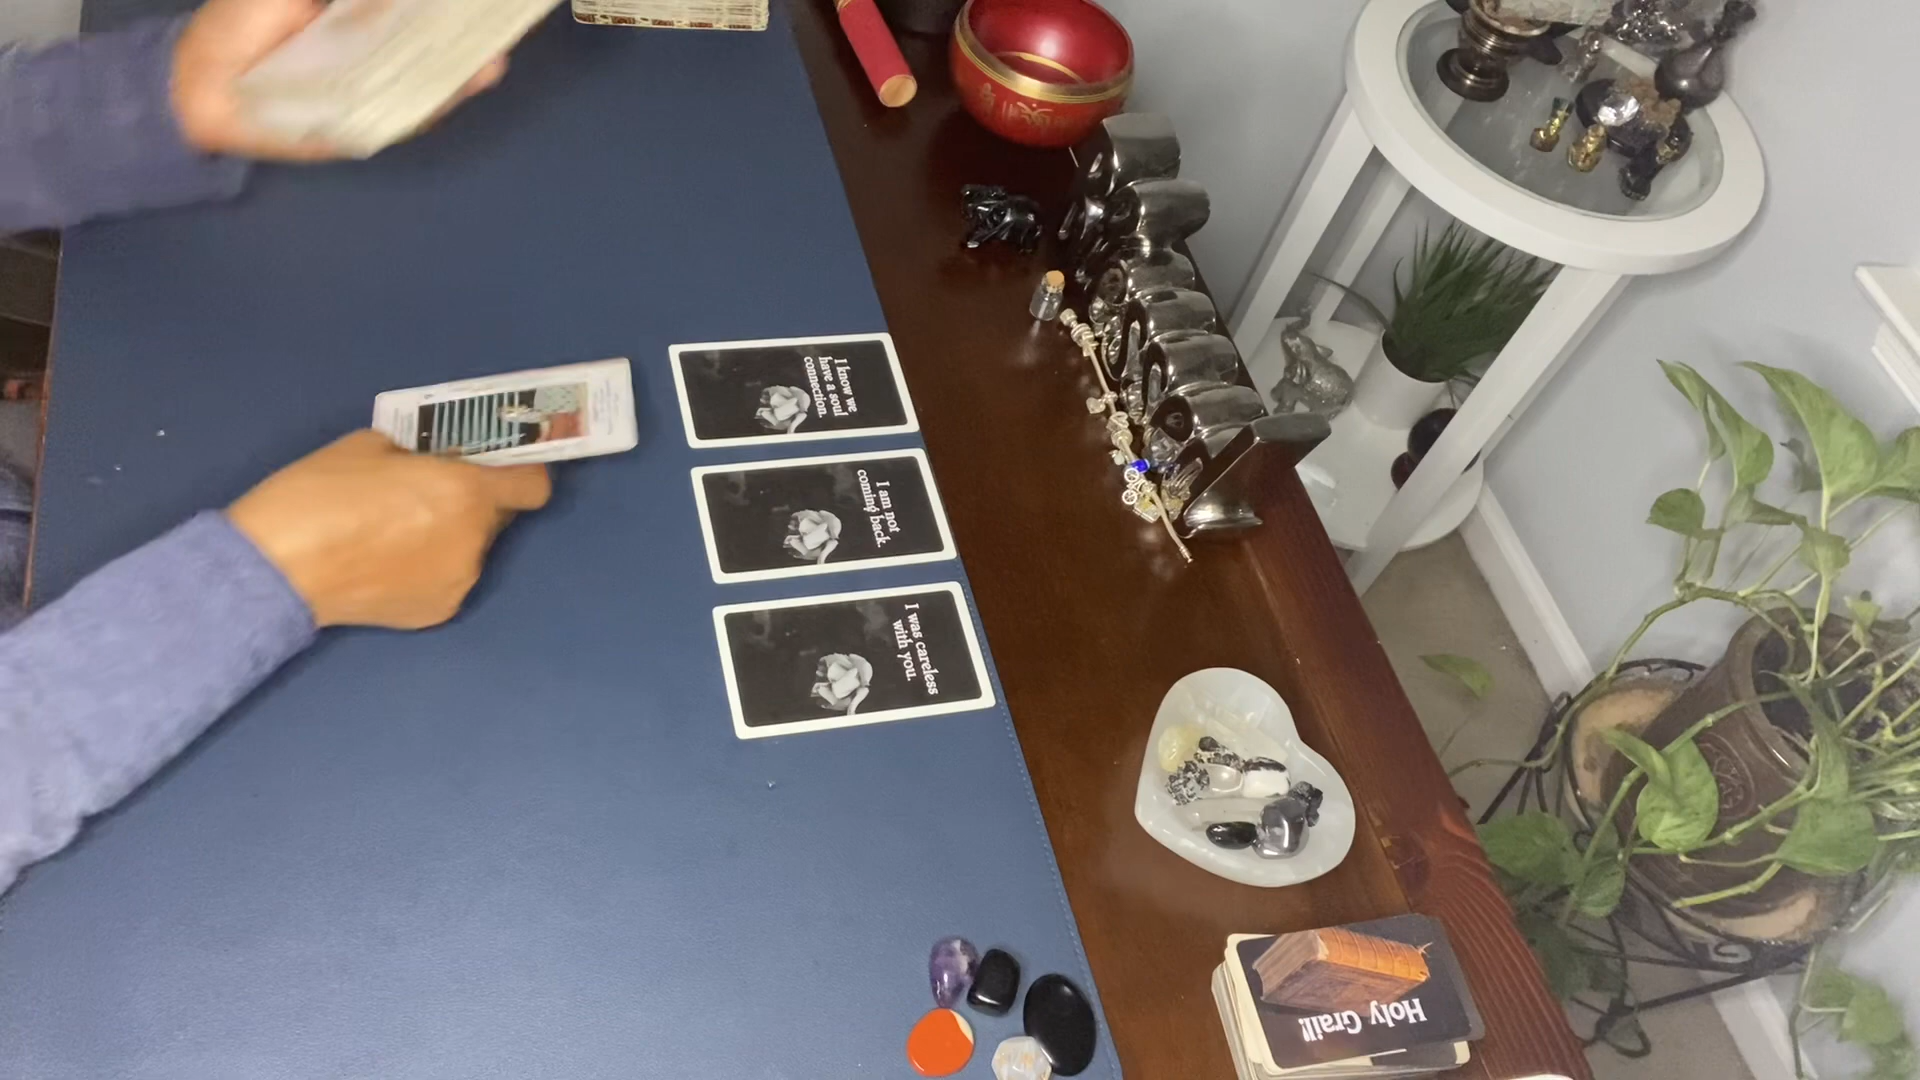 I know we
have a soul
connection.
I am not
coming back.
I was careless
with you.
Holy Grail!